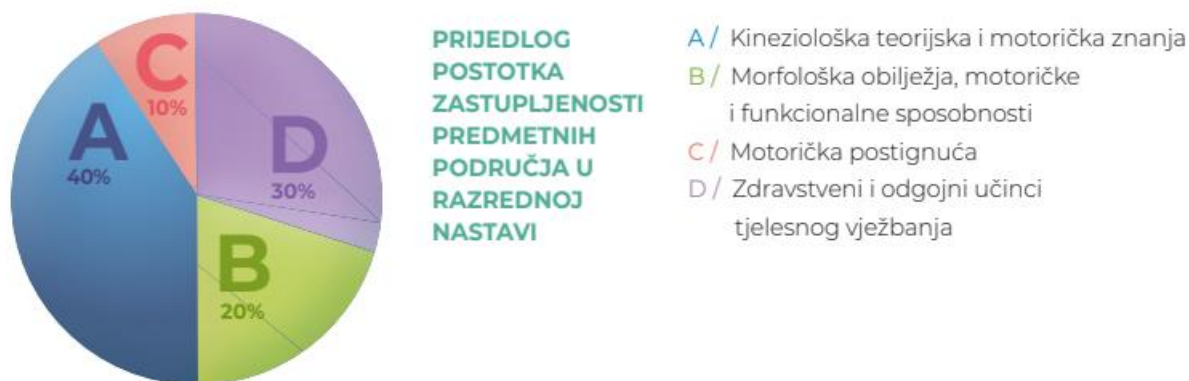 C
10%
A
40%
D
30%
B
20%
PRIJEDLOG
POSTOTKA
ZASTUPLJENOSTI
PREDMETNIH
PODRUČJA U
RAZREDNOJ
NASTAVI
A / Kineziološka teorijska i motorička znanja
B / Morfološka obilježja, motoričke
i funkcionalne sposobnosti
C / Motorička postignuća
D / Zdravstveni i odgojni učinci
tjelesnog vježbanja